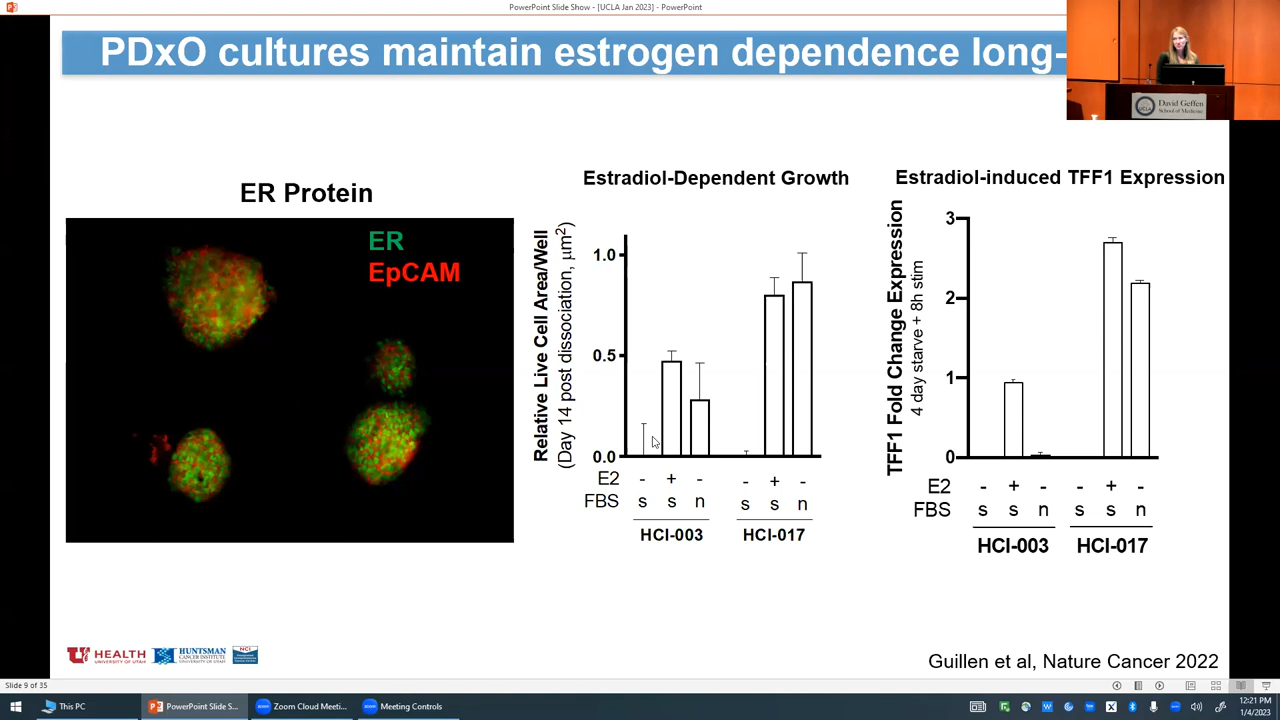 PowerPoint Slide Show - [UCLA Jan 2023] - PowerPoint
PDxO cultures maintain estrogen dependence long-
UCLA
David Geffen
School of Medicine
ER Protein
ER
EpCAM
Estradiol-Dependent Growth
Relative Live Cell Area/Well
(Day 14 post dissociation, µm²)
1.0
0.5
0.0
E2 - + - - + -
FBS s s n s s n
HCI-003 HCI-017
Estradiol-induced TFF1 Expression
TFF1 Fold Change Expression
4 day starve + 8h stim
3
2
1
0
E2 - + - - + -
FBS s s n s s n
HCI-003 HCI-017
U HEALTH
UNIVERSITY OF UTAH
HUNTSMAN
CANCER INSTITUTE
UNIVERSITY OF UTAH
NCI
Guillen et al, Nature Cancer 2022
Slide 9 of 35
This PC
PowerPoint Slide S...
Zoom Cloud Meeti...
Meeting Controls
12:21 PM
1/4/2023